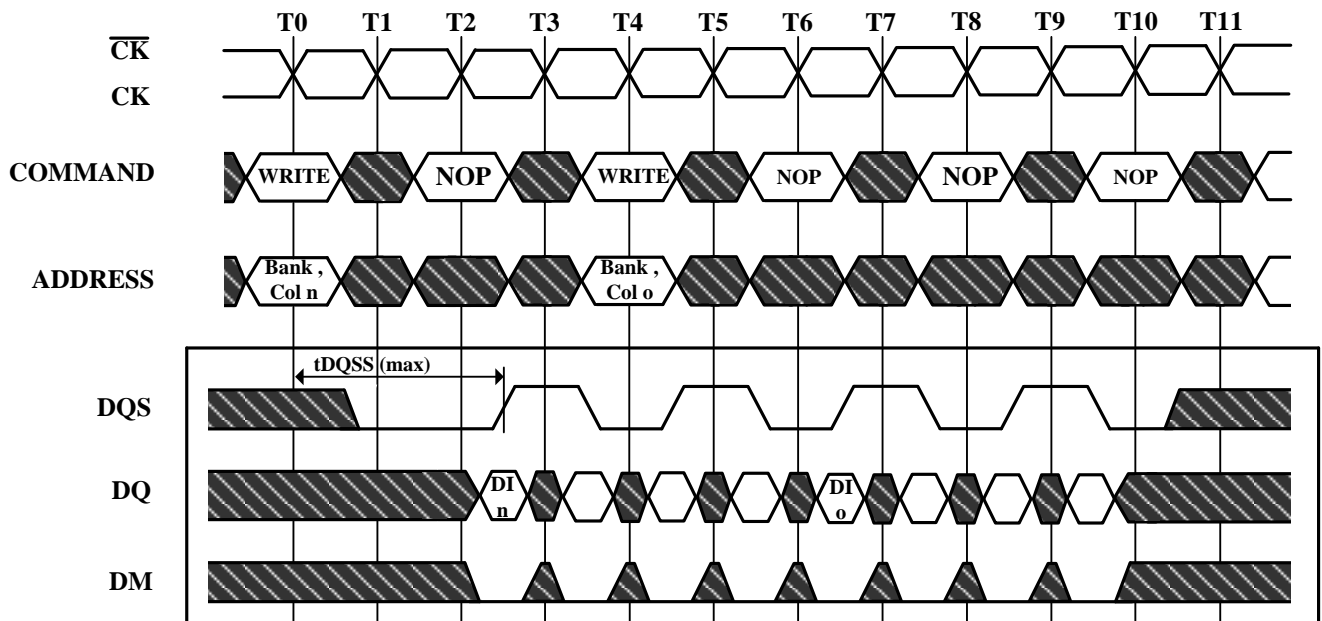 T0 T1 T2 T3 T4 T5 T6 T7 T8 T9 T10 T11
CK
CK
COMMAND WRITE NOP WRITE NOP NOP NOP
ADDRESS Bank , Col n Bank , Col o
tDQSS (max)
DQS
DQ DI n DI o
DM